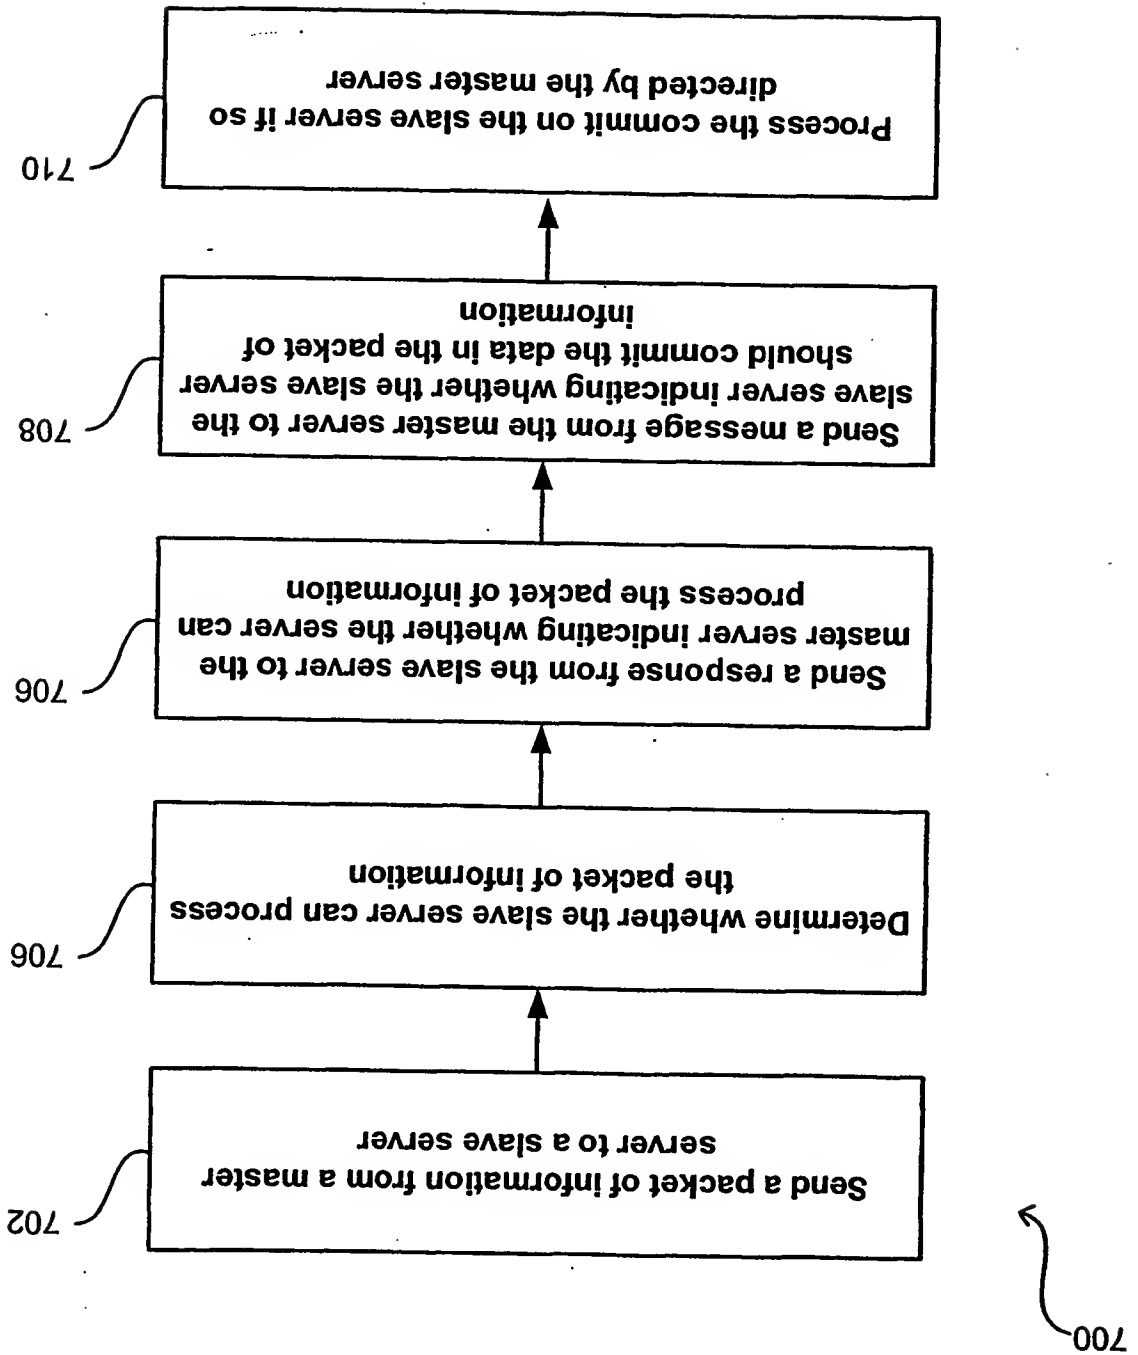 700
Send a packet of information from a master
server to a slave server
702
Determine whether the slave server can process
the packet of information
706
Send a response from the slave server to the
master server indicating whether the server can
process the packet of information
706
Send a message from the master server to the
slave server indicating whether the slave server
should commit the data in the packet of
information
708
Process the commit on the slave server if so
directed by the master server
710